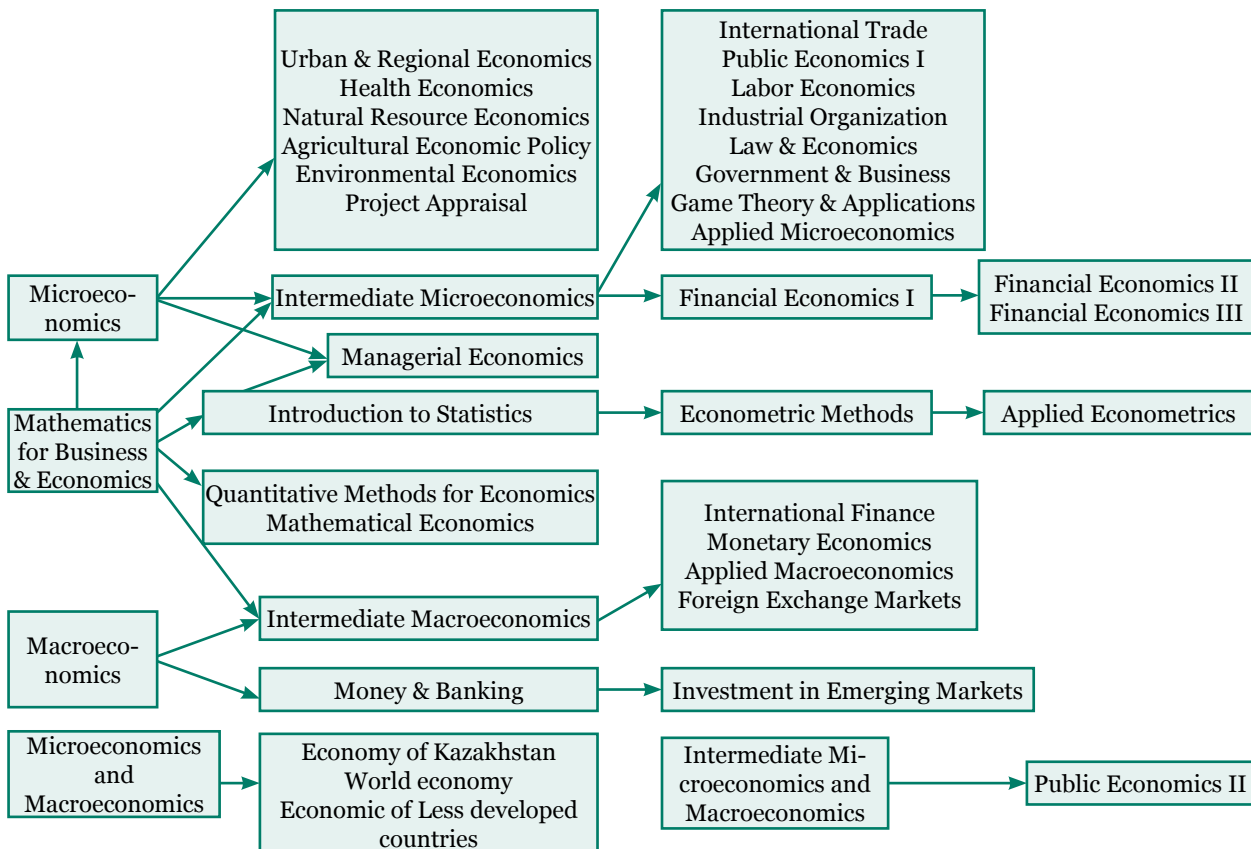 Urban & Regional Economics
Health Economics
Natural Resource Economics
Agricultural Economic Policy
Environmental Economics
Project Appraisal
International Trade
Public Economics I
Labor Economics
Industrial Organization
Law & Economics
Government & Business
Game Theory & Applications
Applied Microeconomics
Microeco-
nomics
Intermediate Microeconomics
Financial Economics I
Financial Economics II
Financial Economics III
Managerial Economics
Mathematics
for Business
& Economics
Introduction to Statistics
Econometric Methods
Applied Econometrics
Quantitative Methods for Economics
Mathematical Economics
International Finance
Monetary Economics
Applied Macroeconomics
Foreign Exchange Markets
Intermediate Macroeconomics
Macroeco-
nomics
Money & Banking
Investment in Emerging Markets
Microeconomics
and
Macroeconomics
Economy of Kazakhstan
World economy
Economic of Less developed
countries
Intermediate Mi-
croeconomics and
Macroeconomics
Public Economics II